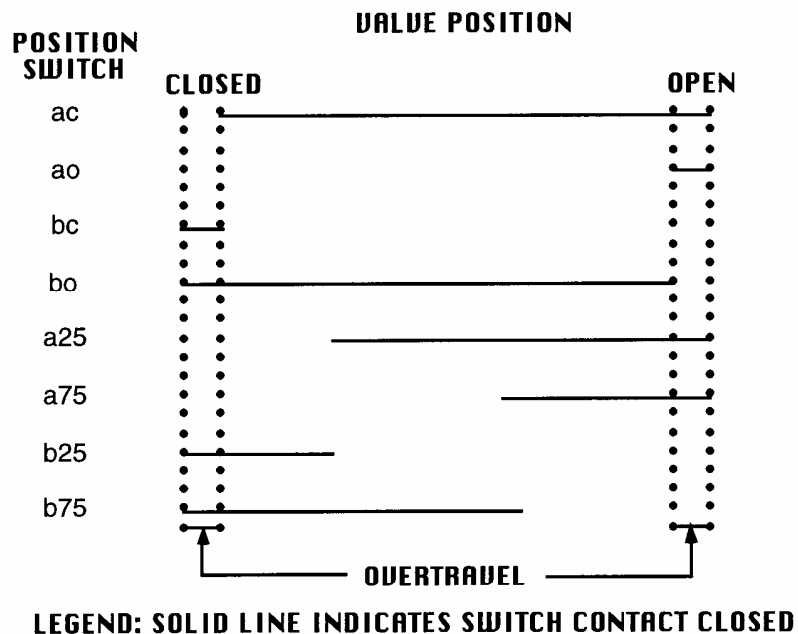 VALVE POSITION
POSITION
SWITCH
CLOSED
OPEN
ac
ao
bc
bo
a25
a75
b25
b75
OVERTRAVEL
LEGEND: SOLID LINE INDICATES SWITCH CONTACT CLOSED